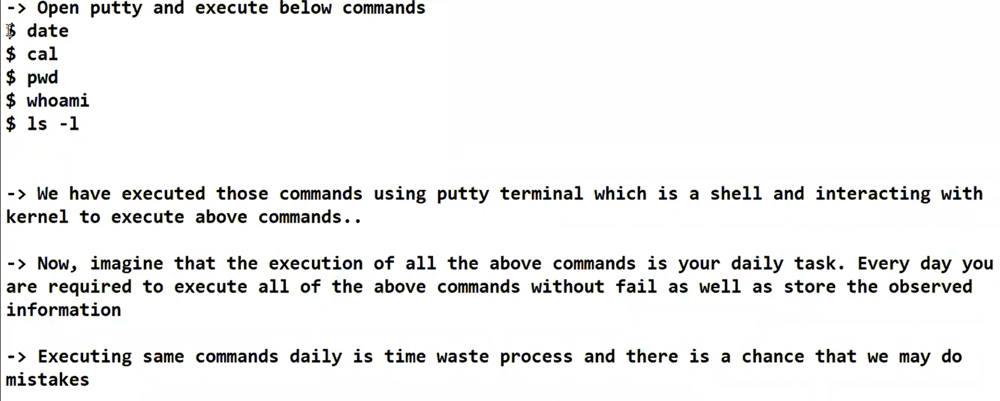 -> Open putty and execute below commands
$ date
$ cal
$ pwd
$ whoami
$ ls -l
-> We have executed those commands using putty terminal which is a shell and interacting with
kernel to execute above commands..
-> Now, imagine that the execution of all the above commands is your daily task. Every day you
are required to execute all of the above commands without fail as well as store the observed
information
-> Executing same commands daily is time waste process and there is a chance that we may do
mistakes